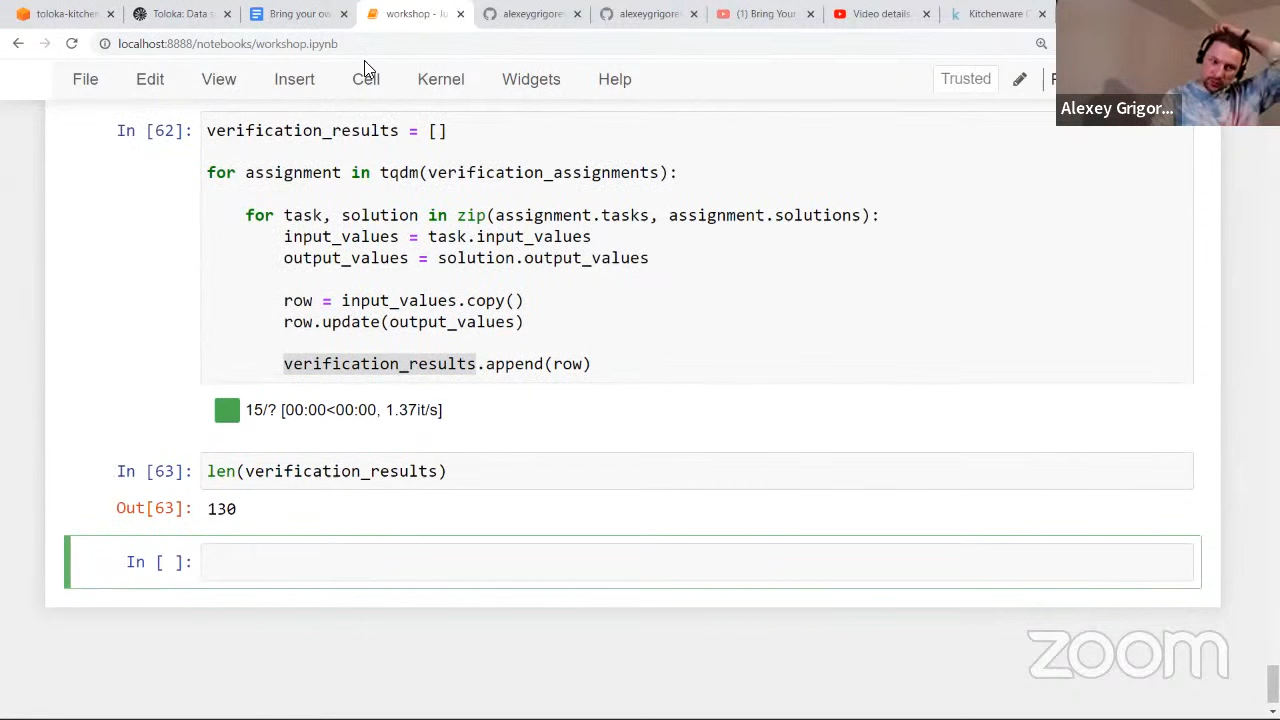 toloka-kitchen
Toloka: Data s
Bring your ow
workshop - Ju
alexeygrigore
alexeygrigorev
(1) Bring Your
Video details
Kitchenware C
localhost:8888/notebooks/workshop.ipynb
File Edit View Insert Cell Kernel Widgets Help
Trusted
Alexey Grigor...
In [62]: verification_results = []
for assignment in tqdm(verification_assignments):
for task, solution in zip(assignment.tasks, assignment.solutions):
input_values = task.input_values
output_values = solution.output_values
row = input_values.copy()
row.update(output_values)
verification_results.append(row)
15/? [00:00<00:00, 1.37it/s]
In [63]: len(verification_results)
Out[63]: 130
In [ ]:
zoom